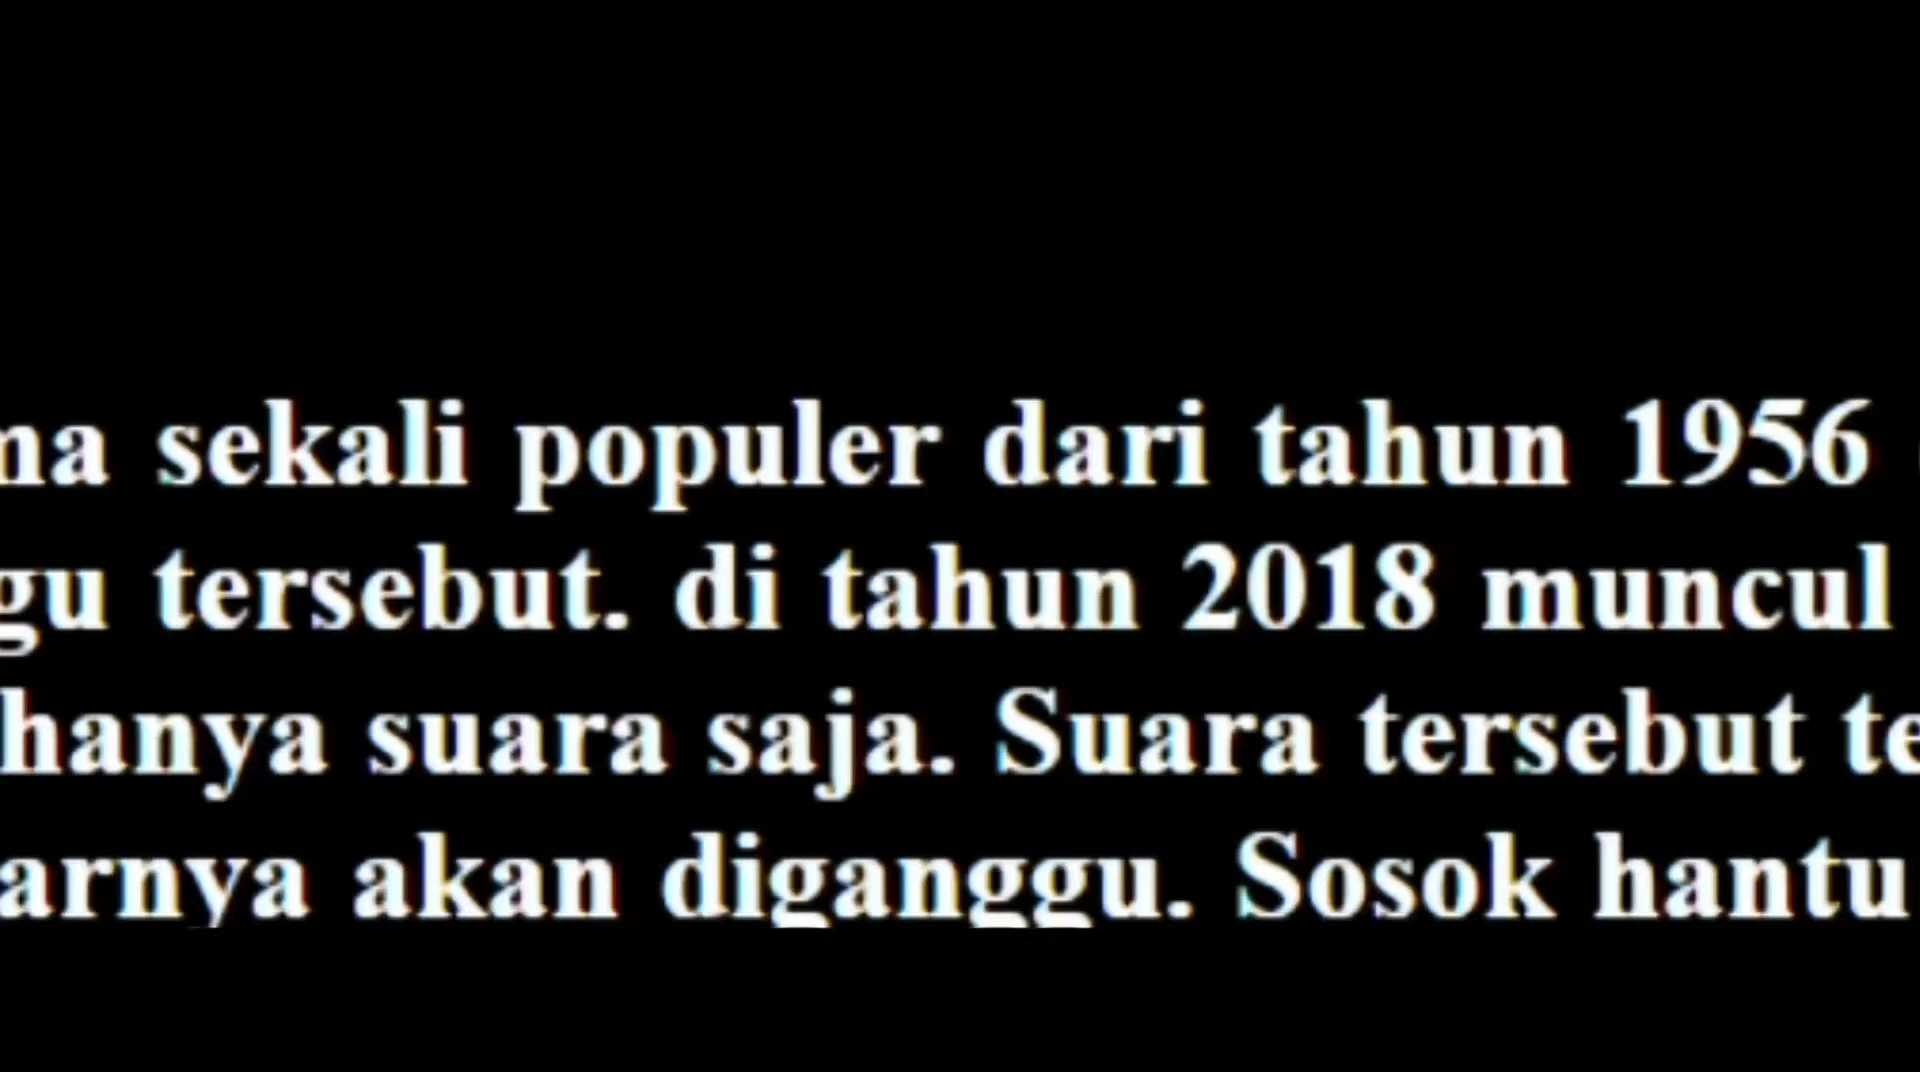 ma sekali populer dari tahun 1956
gu tersebut. di tahun 2018 muncul
hanya suara saja. Suara tersebut te
arnya akan diganggu. Sosok hantu